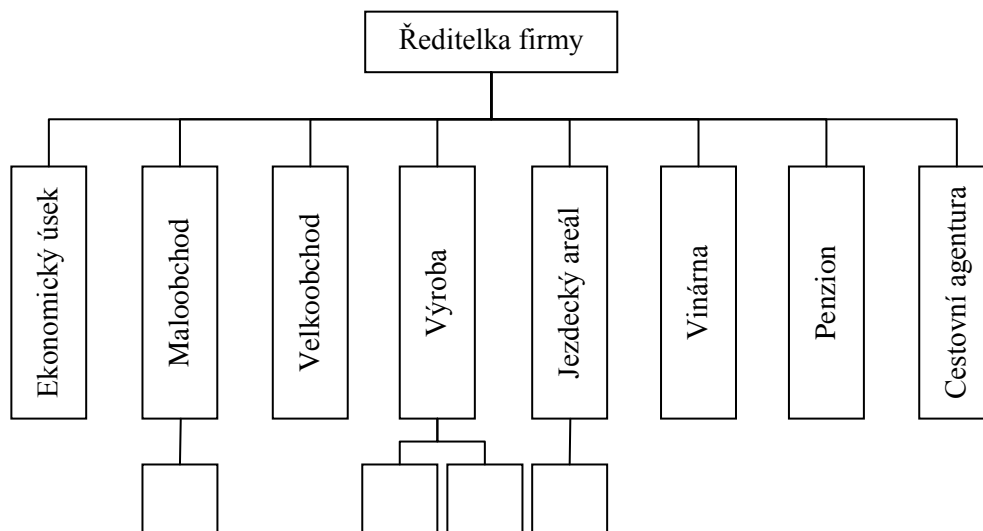 Ředitelka firmy
Ekonomický úsek
Maloobchod
Velkoobchod
Výroba
Jezdecký areál
Vinárna
Penzion
Cestovní agentura